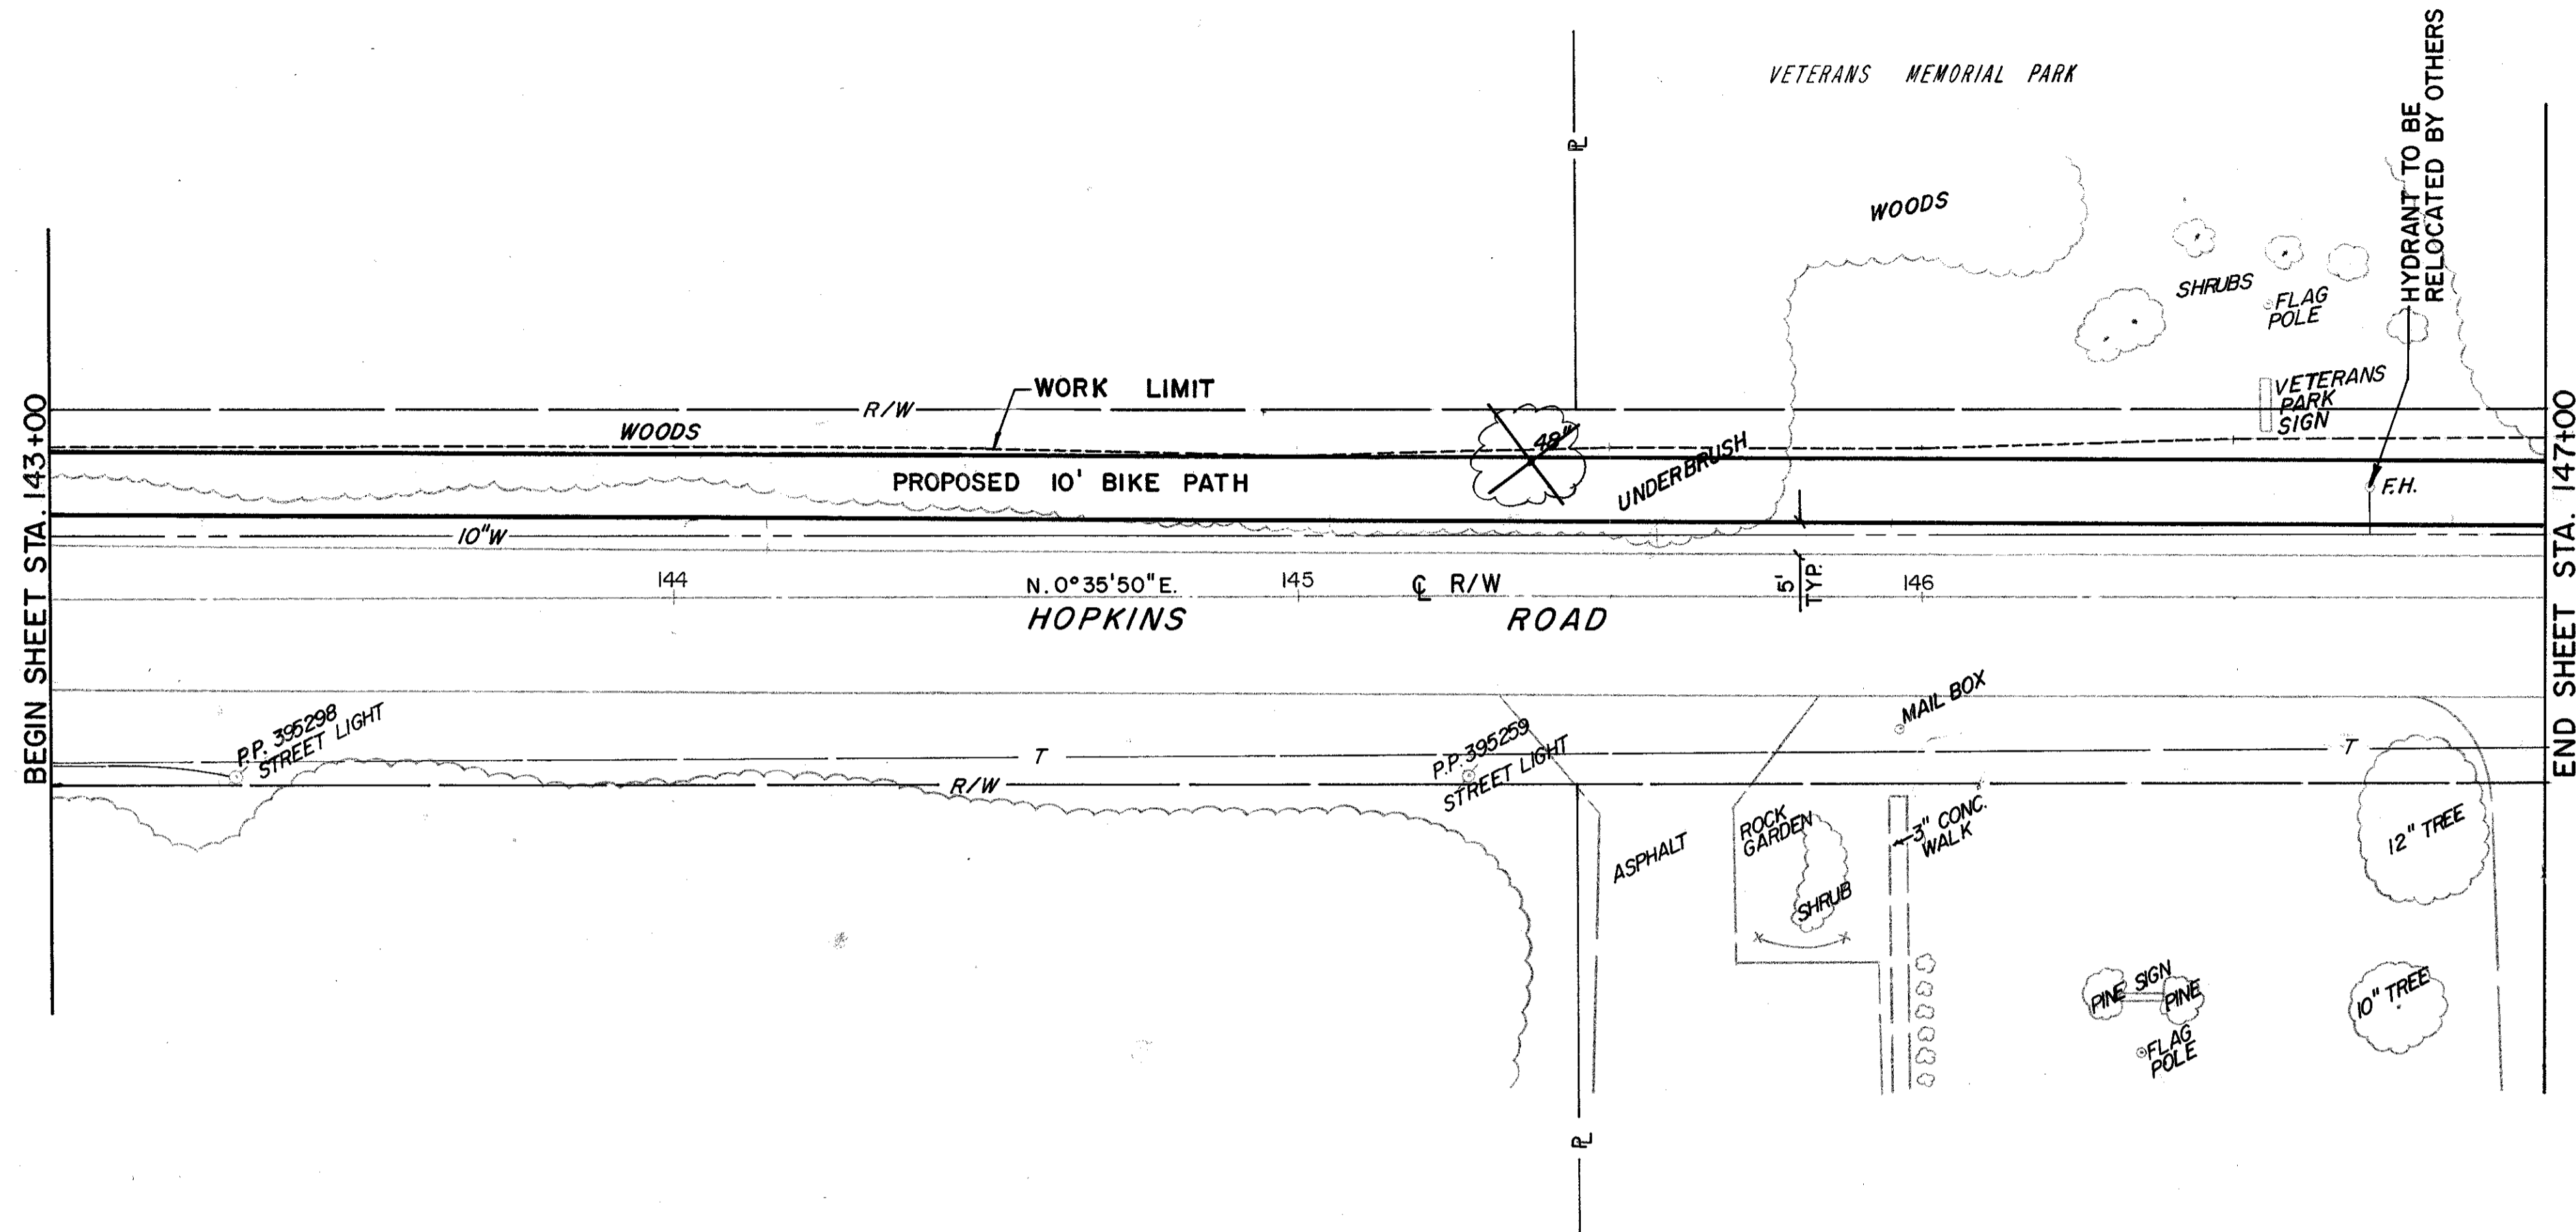 VETERANS MEMORIAL PARK
HYDRANT TO BE
RELOCATED BY OTHERS
℄
WOODS
SHRUBS
FLAG
POLE
VETERANS
PARK
SIGN
WORK LIMIT
R/W
WOODS
48"
UNDERBRUSH
PROPOSED 10' BIKE PATH
F.H.
10"W
BEGIN SHEET STA. 143+00
END SHEET STA. 147+00
144
N. 0°35'50"E.
145
℄ R/W
5'
TYP.
146
HOPKINS ROAD
MAIL BOX
P.P. 395298
STREET LIGHT
T
P.P. 395259
STREET LIGHT
T
R/W
ASPHALT
ROCK
GARDEN
SHRUB
3" CONC.
WALK
12" TREE
PINE SIGN PINE
10" TREE
FLAG
POLE
PL